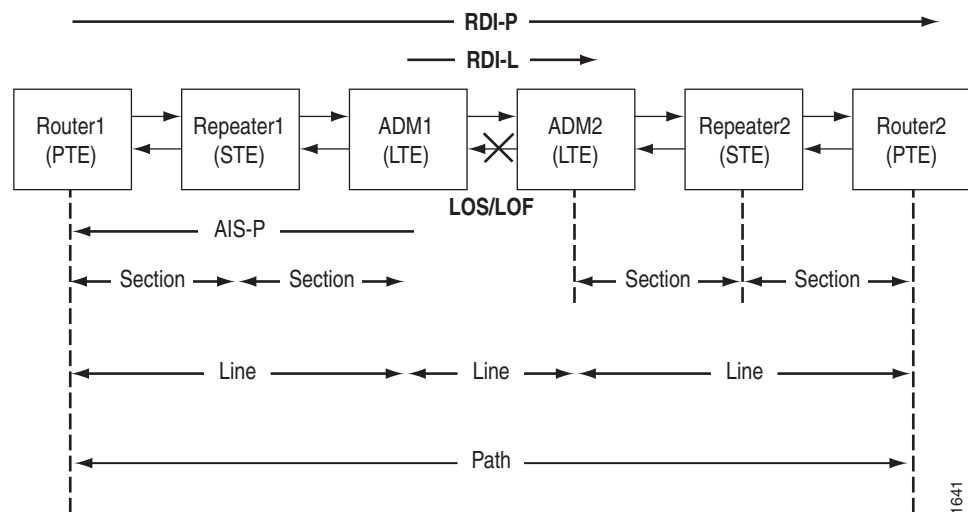 RDI-P
RDI-L
Router1
(PTE)
Repeater1
(STE)
ADM1
(LTE)
ADM2
(LTE)
Repeater2
(STE)
Router2
(PTE)
LOS/LOF
AIS-P
Section
Section
Section
Section
Line
Line
Line
Path
1641